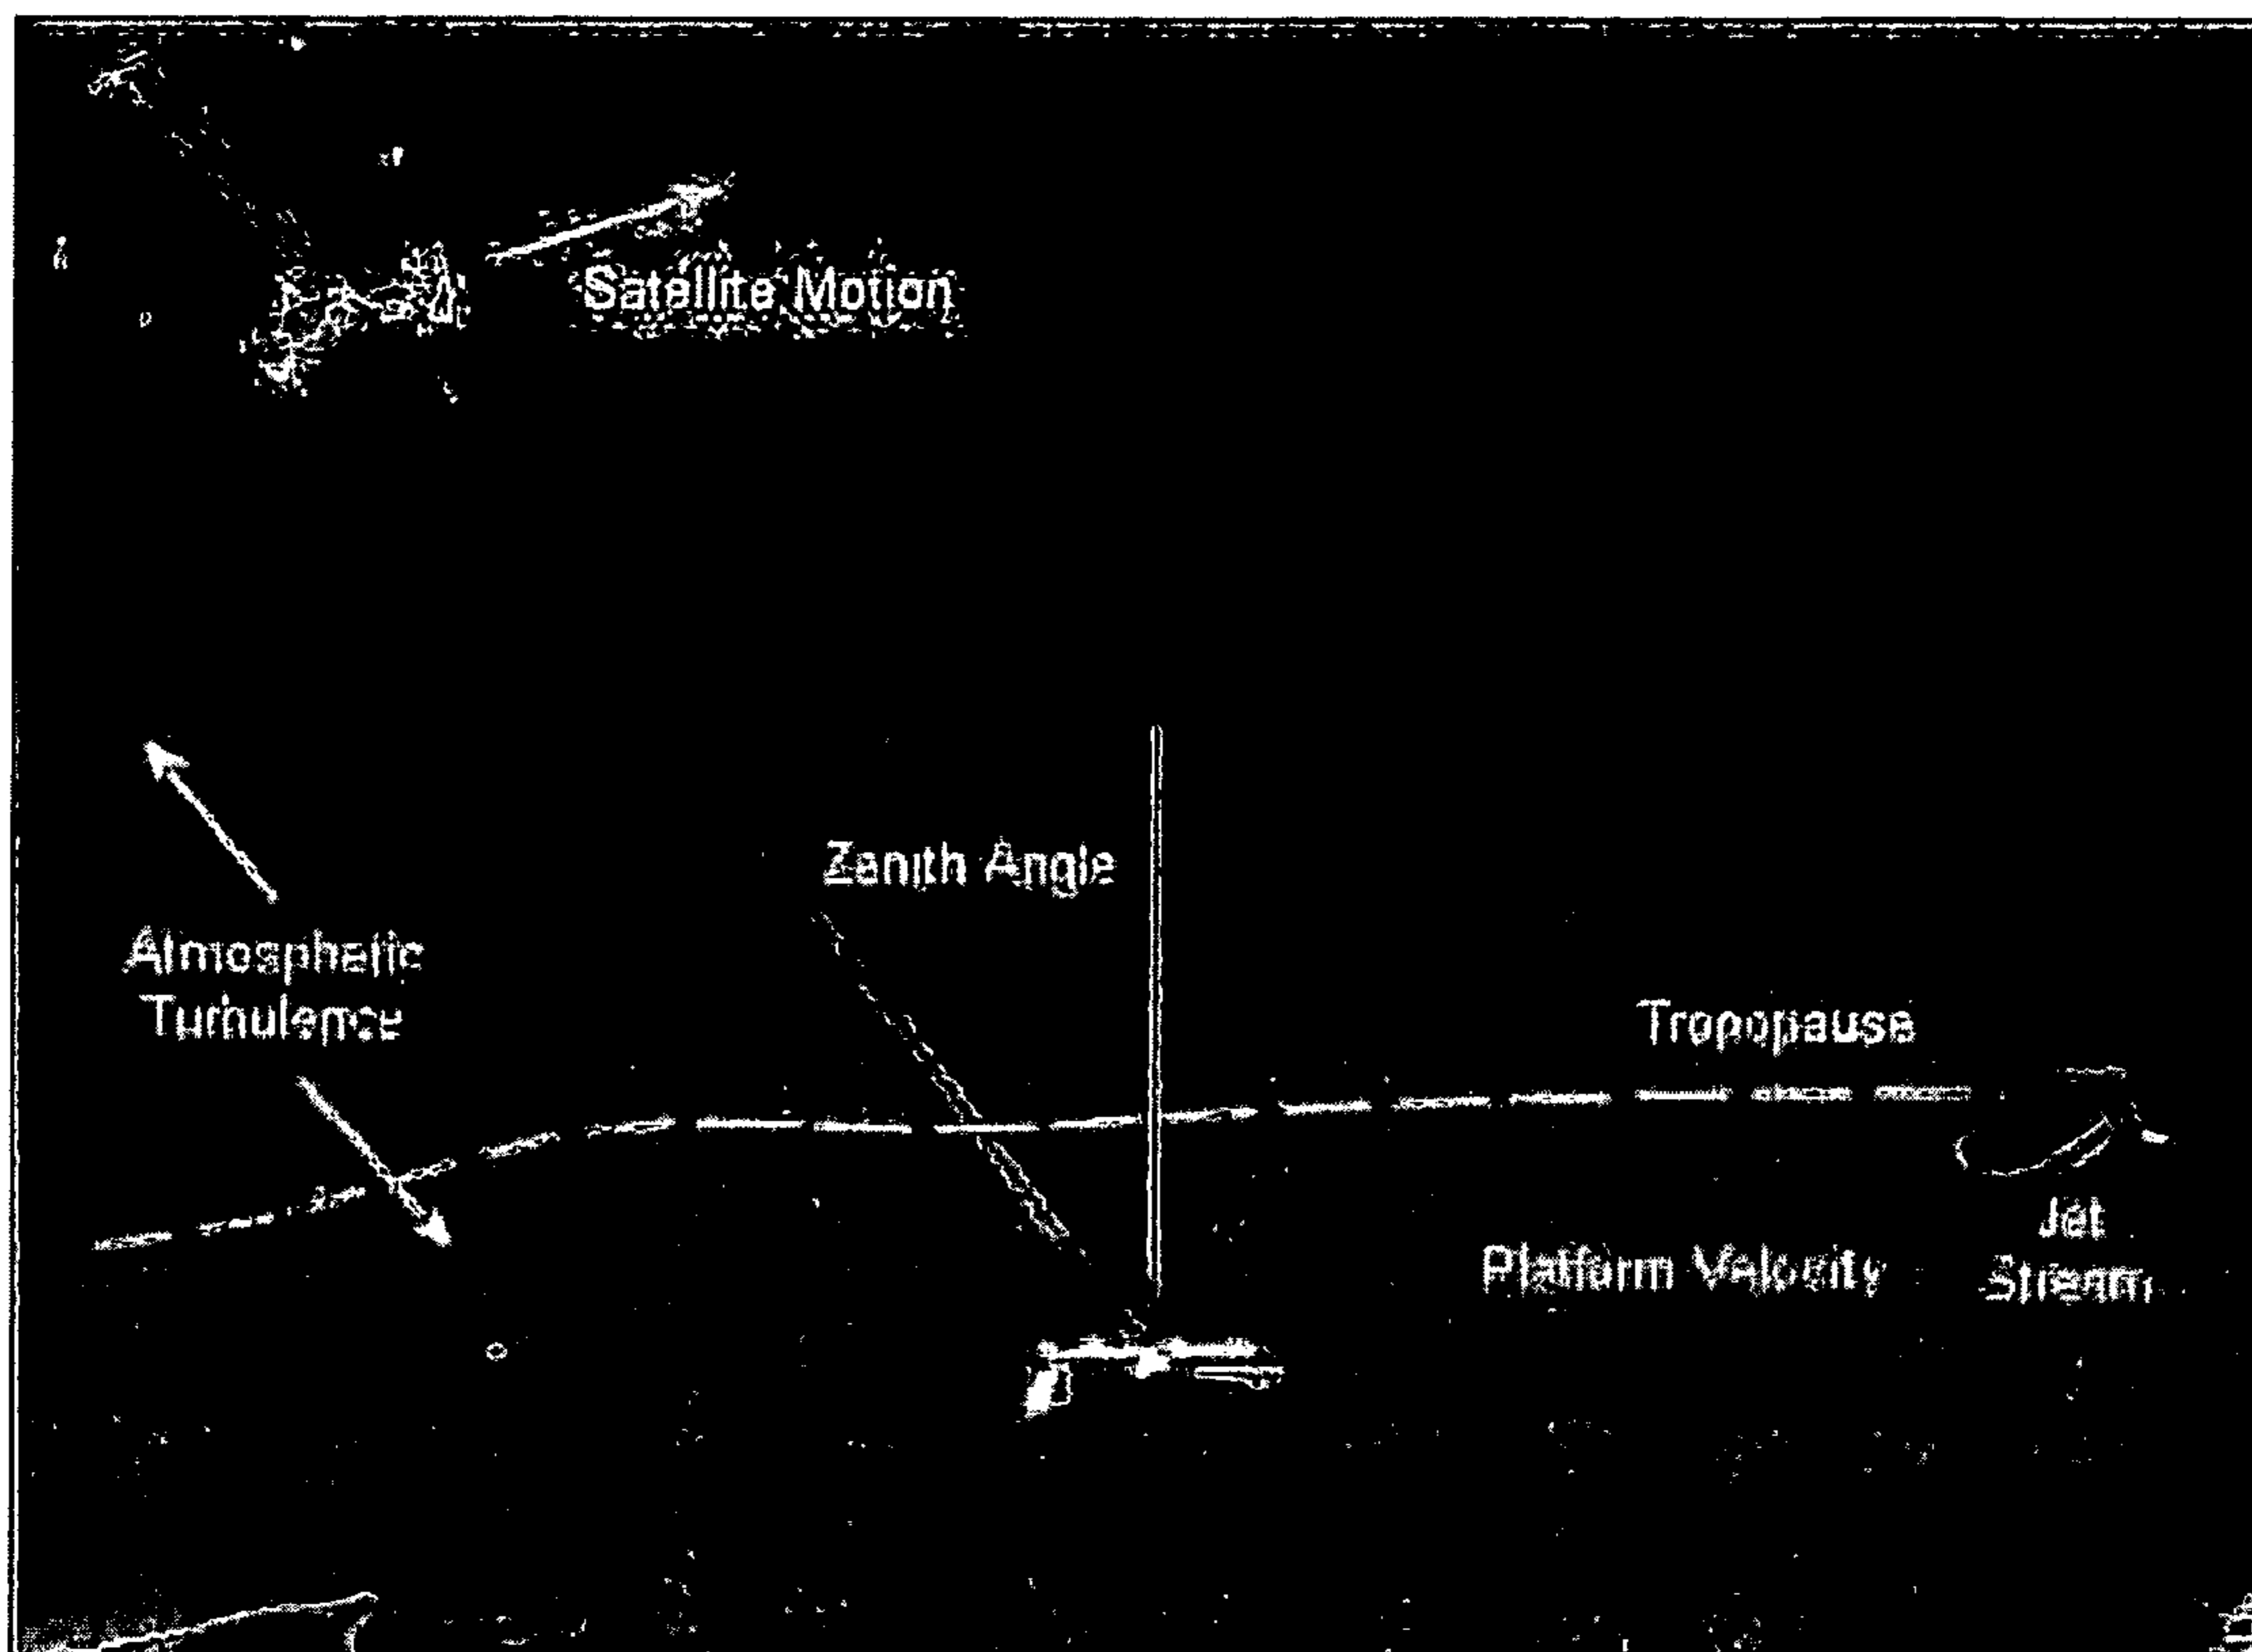 Satellite Motion
Zenith Angle
Atmospheric
Turbulence
Tropopause
Platform Velocity
Jet
Stream